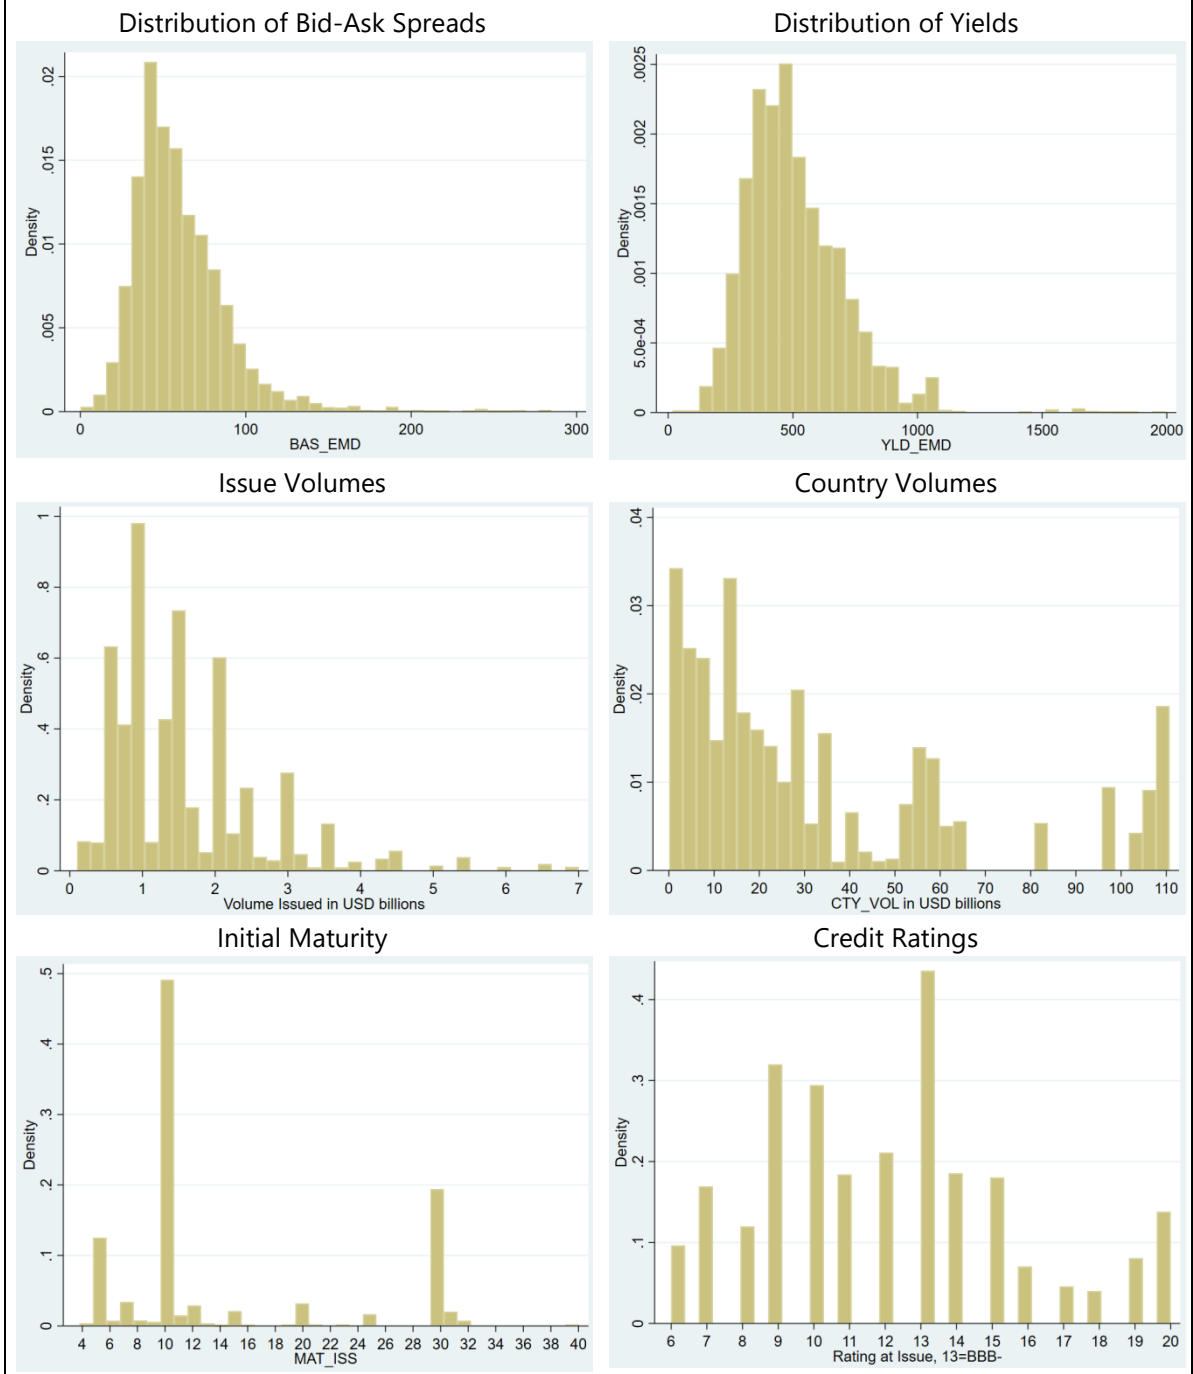 Distribution of Bid-Ask Spreads
Density
0 .005 .01 .015 .02
0 100 200 300
BAS_EMD
Distribution of Yields
Density
0 5.0e-04 .001 .0015 .002 .0025
0 500 1000 1500 2000
YLD_EMD
Issue Volumes
Density
0 .2 .4 .6 .8 1
0 1 2 3 4 5 6 7
Volume Issued in USD billions
Country Volumes
Density
0 .01 .02 .03 .04
0 10 20 30 40 50 60 70 80 90 100 110
CTY_VOL in USD billions
Initial Maturity
Density
0 .1 .2 .3 .4 .5
4 6 8 10 12 14 16 18 20 22 24 26 28 30 32 34 36 38 40
MAT_ISS
Credit Ratings
Density
0 .1 .2 .3 .4
6 7 8 9 10 11 12 13 14 15 16 17 18 19 20
Rating at Issue, 13=BBB-